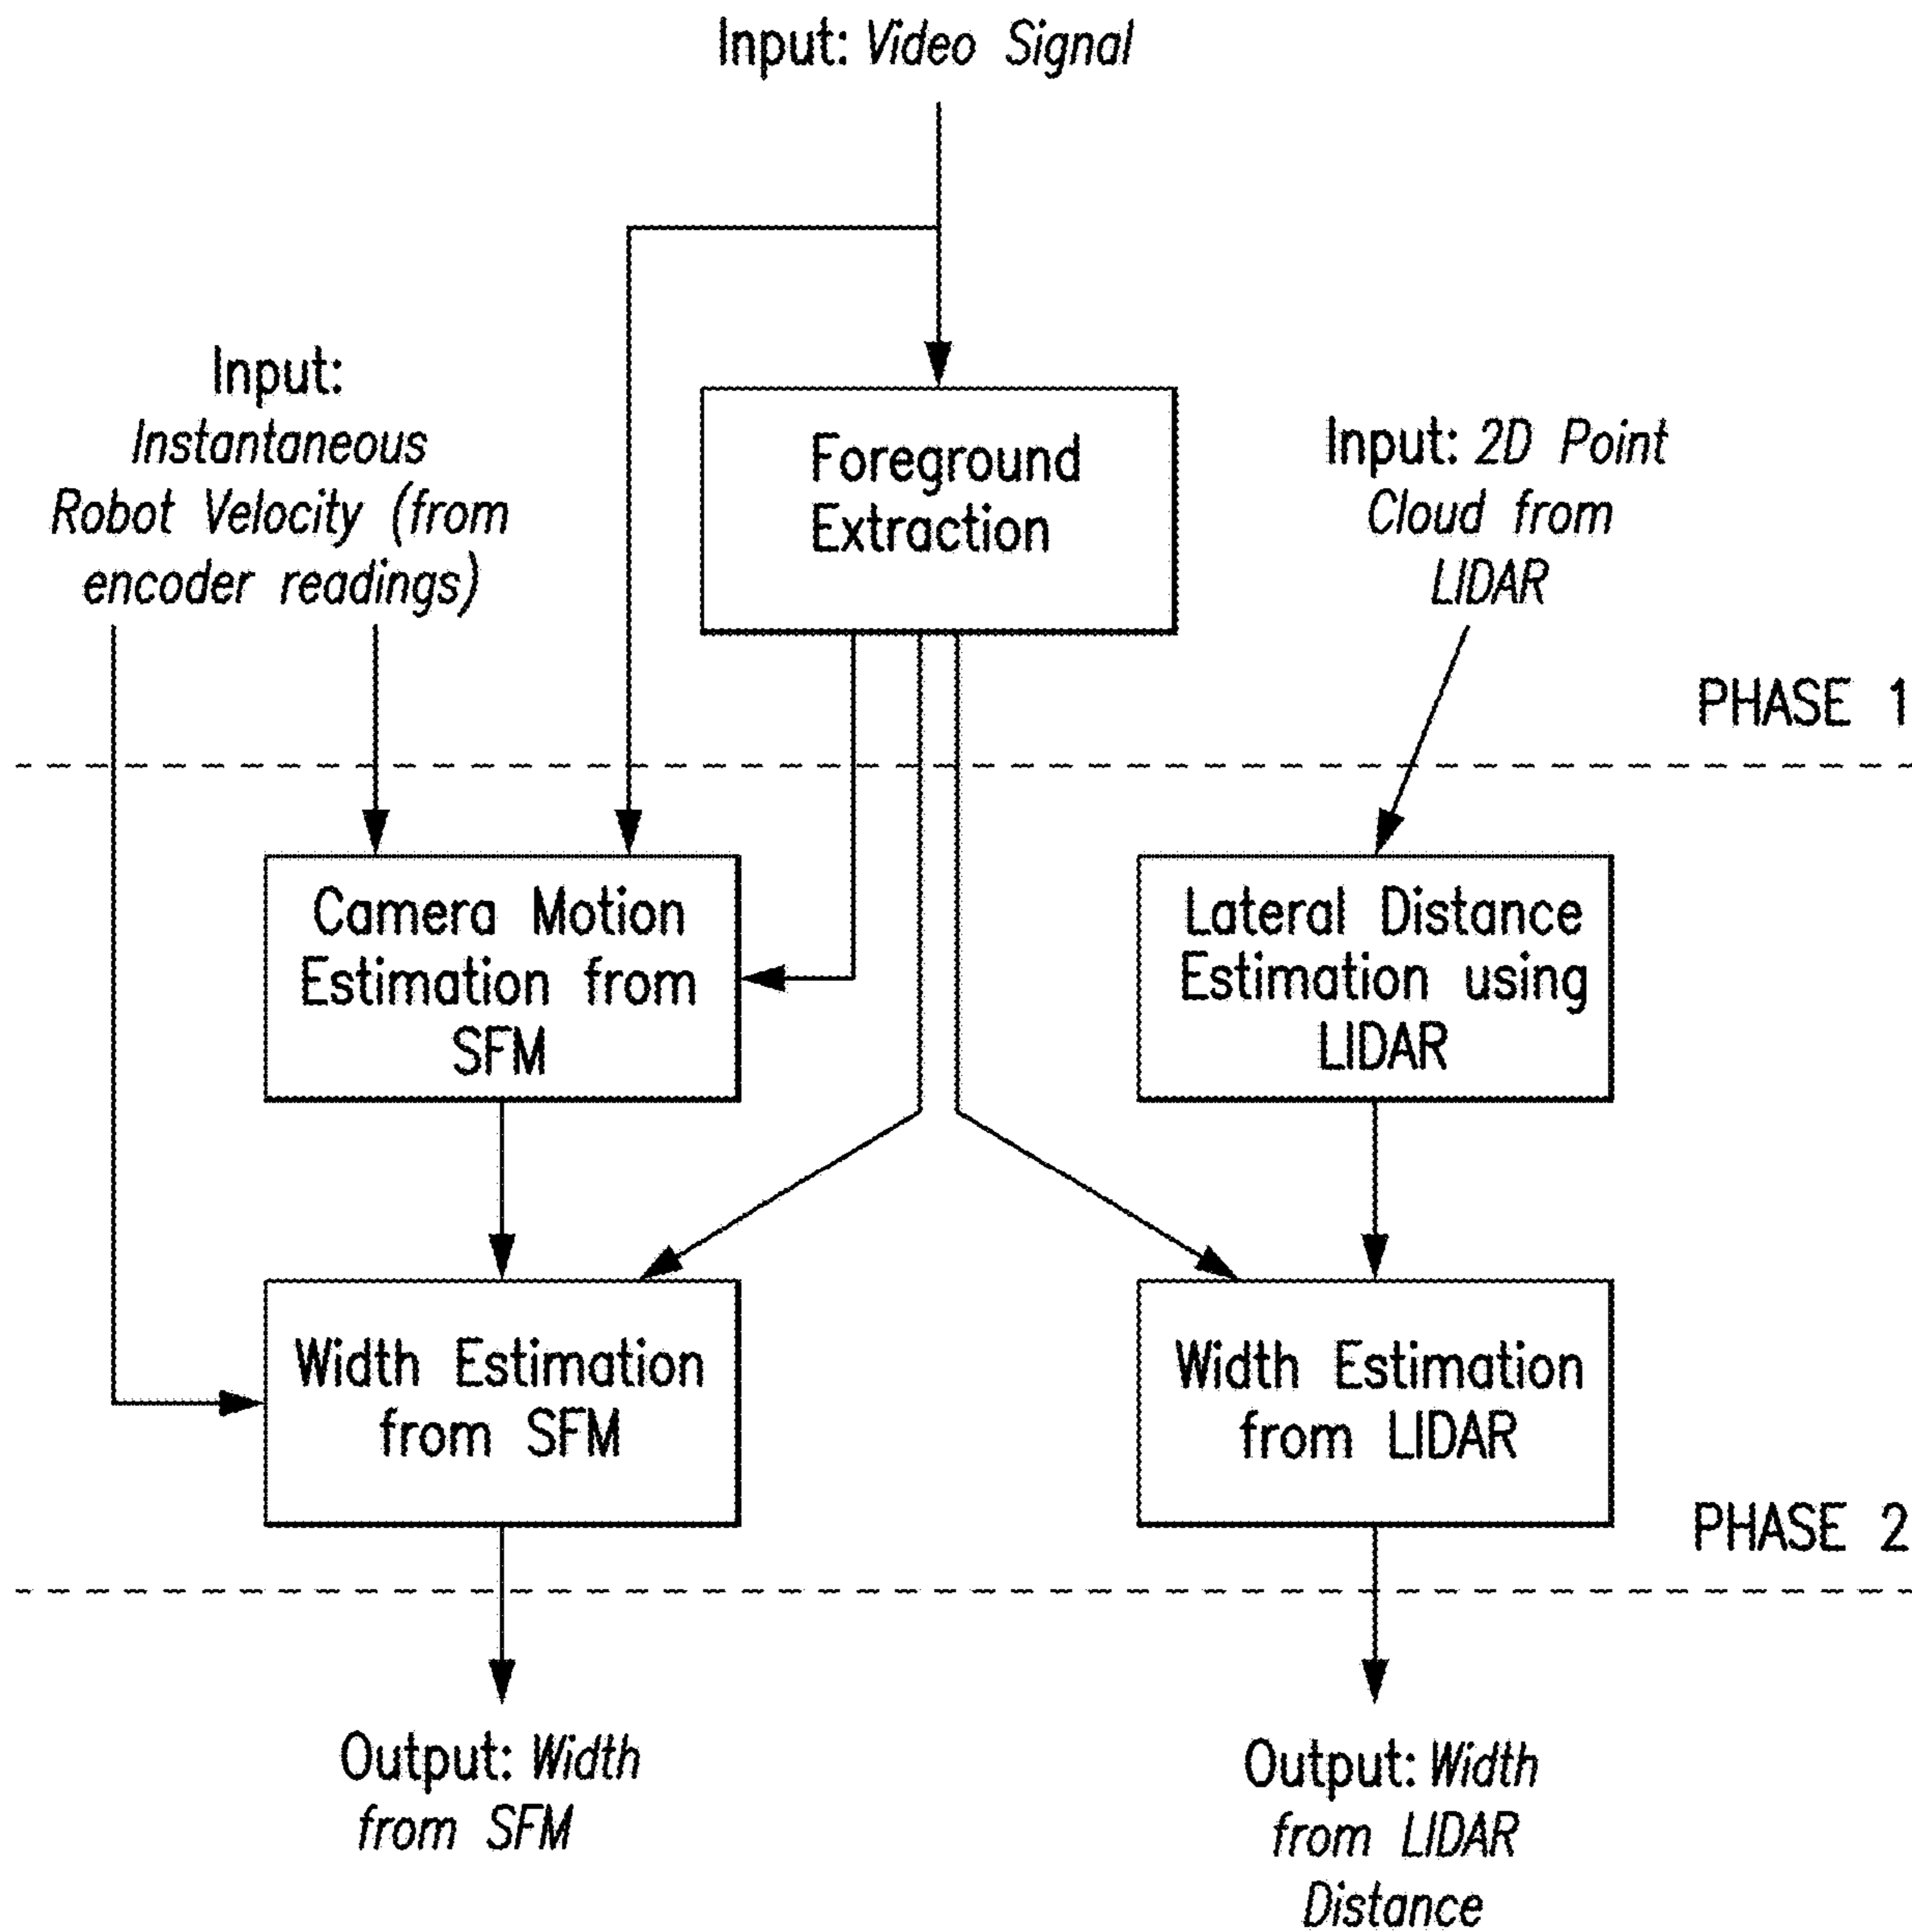 Input: Video Signal
Input:
Instantaneous
Robot Velocity (from
encoder readings)
Foreground
Extraction
Input: 2D Point
Cloud from
LIDAR
PHASE 1
Camera Motion
Estimation from
SFM
Lateral Distance
Estimation using
LIDAR
Width Estimation
from SFM
Width Estimation
from LIDAR
PHASE 2
Output: Width
from SFM
Output: Width
from LIDAR
Distance